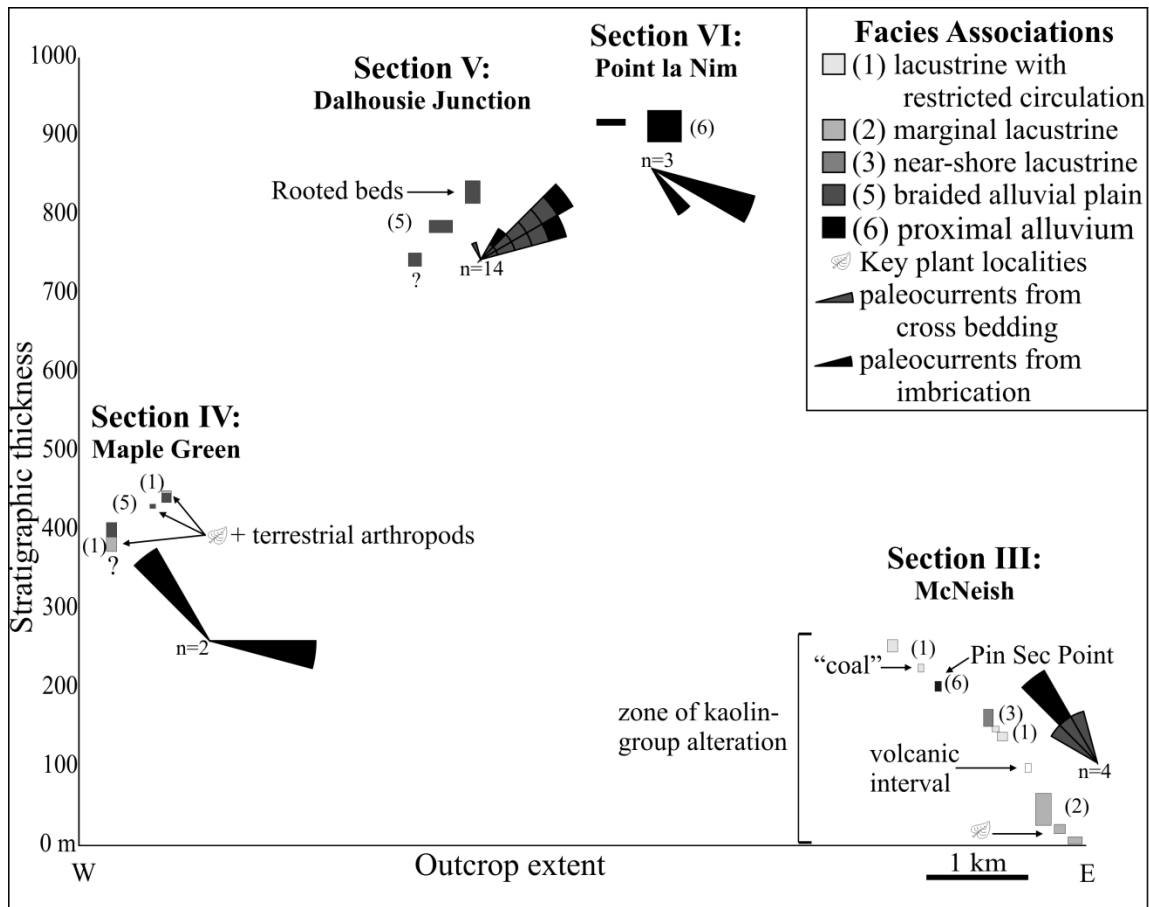 Section VI:
Point la Nim
Section V:
Dalhousie Junction
Facies Associations
(1) lacustrine with
restricted circulation
(2) marginal lacustrine
(3) near-shore lacustrine
(5) braided alluvial plain
(6) proximal alluvium
Key plant localities
paleocurrents from
cross bedding
paleocurrents from
imbrication
Stratigraphic thickness
1000
900
800
700
600
500
400
300
200
100
0 m
(6)
n=3
Rooted beds
(5)
?
n=14
Section IV:
Maple Green
(1)
(5)
+ terrestrial arthropods
(1)
?
n=2
Section III:
McNeish
"coal"
(1)
Pin Sec Point
(6)
zone of kaolin-
group alteration
(3)
(1)
volcanic
interval
n=4
(2)
W
Outcrop extent
1 km
E